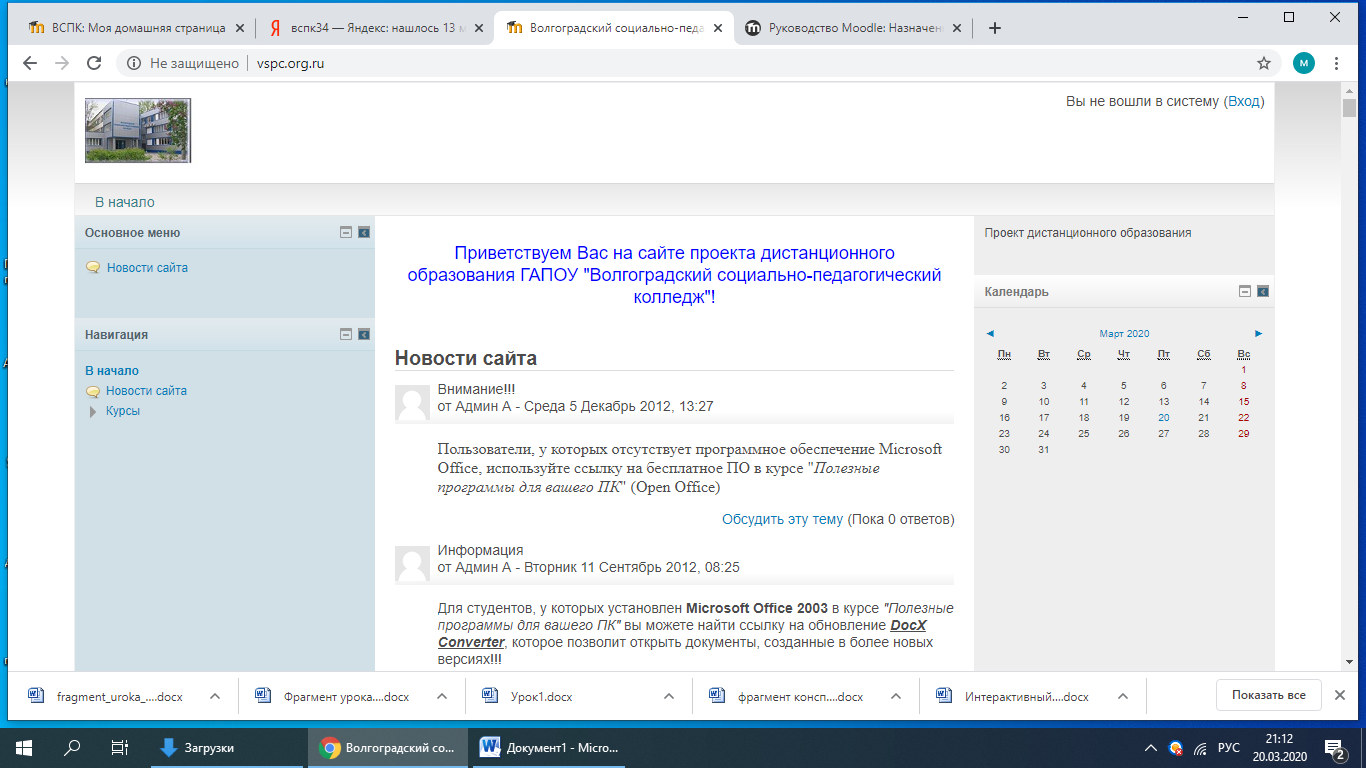 ВСПК: Моя домашняя страница
вспк34 — Яндекс: нашлось 13 м
Волгоградский социально-педа
Руководство Moodle: Назначен
Не защищено
vspc.org.ru
М
Вы не вошли в систему (Вход)
В начало
Основное меню
Новости сайта
Навигация
В начало
Новости сайта
Курсы
Приветствуем Вас на сайте проекта дистанционного
образования ГАПОУ "Волгоградский социально-педагогический
колледж"!
Новости сайта
Внимание!!!
от Админ А - Среда 5 Декабрь 2012, 13:27
Пользователи, у которых отсутствует программное обеспечение Microsoft
Office, используйте ссылку на бесплатное ПО в курсе "Полезные
программы для вашего ПК" (Open Office)
Обсудить эту тему (Пока 0 ответов)
Информация
от Админ А - Вторник 11 Сентябрь 2012, 08:25
Для студентов, у которых установлен Microsoft Office 2003 в курсе "Полезные
программы для вашего ПК" вы можете найти ссылку на обновление DocX
Converter, которое позволит открыть документы, созданные в более новых
версиях!!!
Проект дистанционного образования
Календарь
Март 2020
Пн Вт Ср Чт Пт Сб Вс
1
2 3 4 5 6 7 8
9 10 11 12 13 14 15
16 17 18 19 20 21 22
23 24 25 26 27 28 29
30 31
fragment_uroka_....docx
Фрагмент урока....docx
Урок1.docx
фрагмент консп....docx
Интерактивный....docx
Показать все
Загрузки
Волгоградский со...
Документ1 - Micro...
РУС
21:12
20.03.2020
2